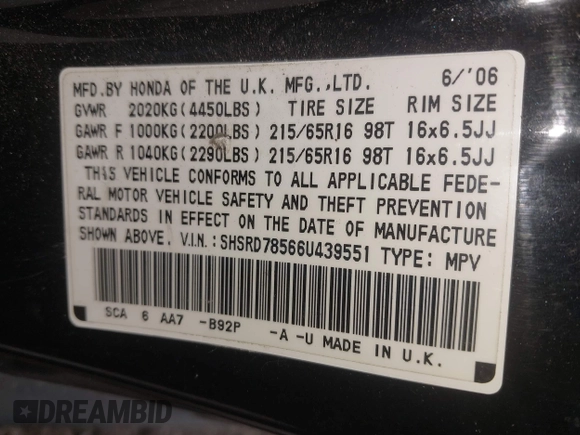 MFD.BY HONDA OF THE U.K. MFG.,LTD. 6/'06
GVWR 2020KG(4450LBS) TIRE SIZE RIM SIZE
GAWR F 1000KG(2200LBS) 215/65R16 98T 16x6.5JJ
GAWR R 1040KG(2290LBS) 215/65R16 98T 16x6.5JJ
THIS VEHICLE CONFORMS TO ALL APPLICABLE FEDE-
RAL MOTOR VEHICLE SAFETY AND THEFT PREVENTION
STANDARDS IN EFFECT ON THE DATE OF MANUFACTURE
SHOWN ABOVE. V.I.N.:SHSRD78566U439551 TYPE: MPV
SCA 6 AA7 -B92P -A -U MADE IN U.K.
DREAMBID